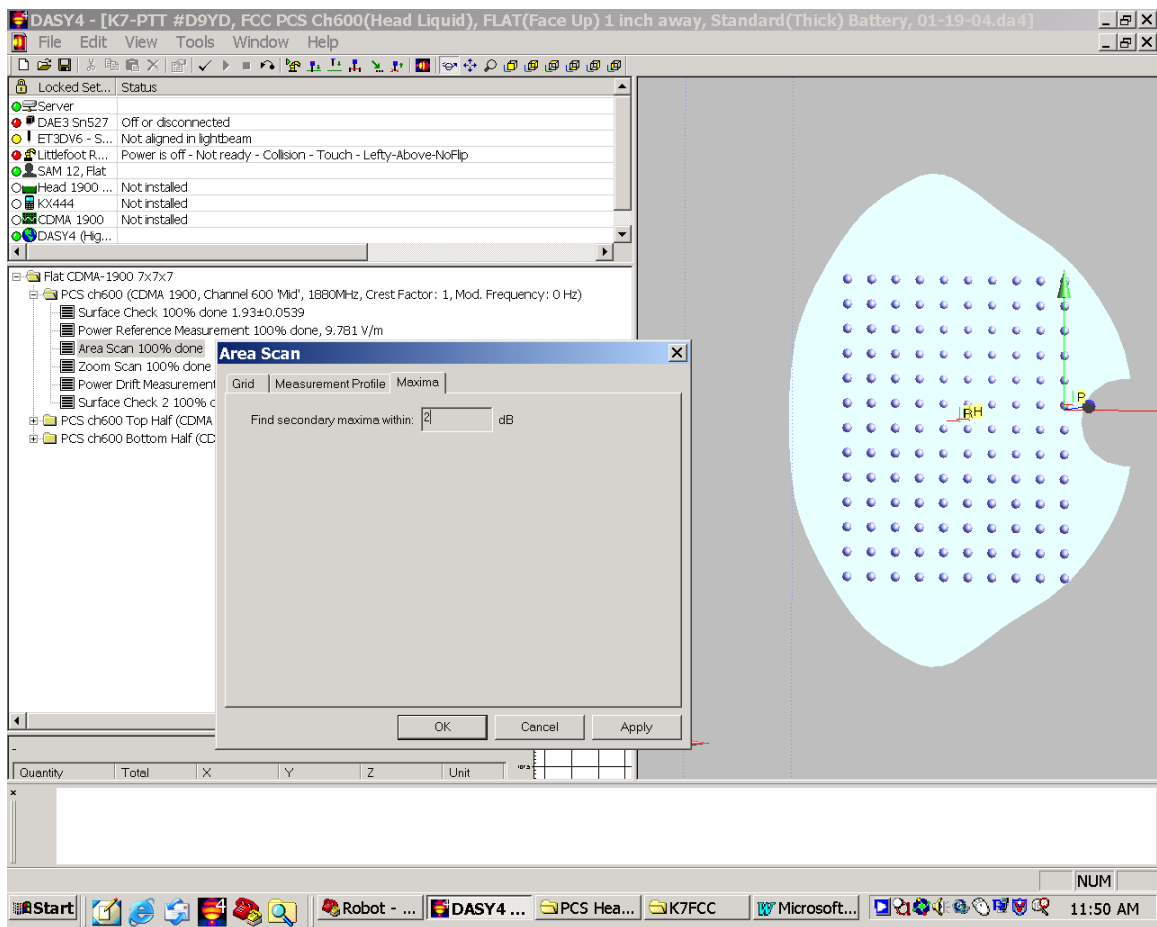 DASY4 - [K7-PTT #D9YD, FCC PCS Ch600(Head Liquid), FLAT(Face Up) 1 inch away, Standard(Thick) Battery, 01-19-04.da4]
File Edit View Tools Window Help
Locked Set... Status
Server
DAE3 Sn527 Off or disconnected
ET3DV6 - S... Not aligned in lightbeam
Littlefoot R... Power is off - Not ready - Collision - Touch - Lefty-Above-NoFlip
SAM 12, Flat
Head 1900 ... Not installed
KX444 Not installed
CDMA 1900 Not installed
DASY4 (Hig...
Flat CDMA-1900 7x7x7
PCS ch600 (CDMA 1900, Channel 600 'Mid', 1880MHz, Crest Factor: 1, Mod. Frequency: 0 Hz)
Surface Check 100% done 1.93±0.0539
Power Reference Measurement 100% done, 9.781 V/m
Area Scan 100% done
Zoom Scan 100% done
Power Drift Measurement
Surface Check 2 100%
PCS ch600 Top Half (CDMA
PCS ch600 Bottom Half (CD
Area Scan
Grid Measurement Profile Maxima
Find secondary maxima within: 2 dB
OK Cancel Apply
P
RH
Quantity Total X Y Z Unit
NUM
Start Robot - ... DASY4 ... PCS Hea... K7FCC Microsoft... 11:50 AM